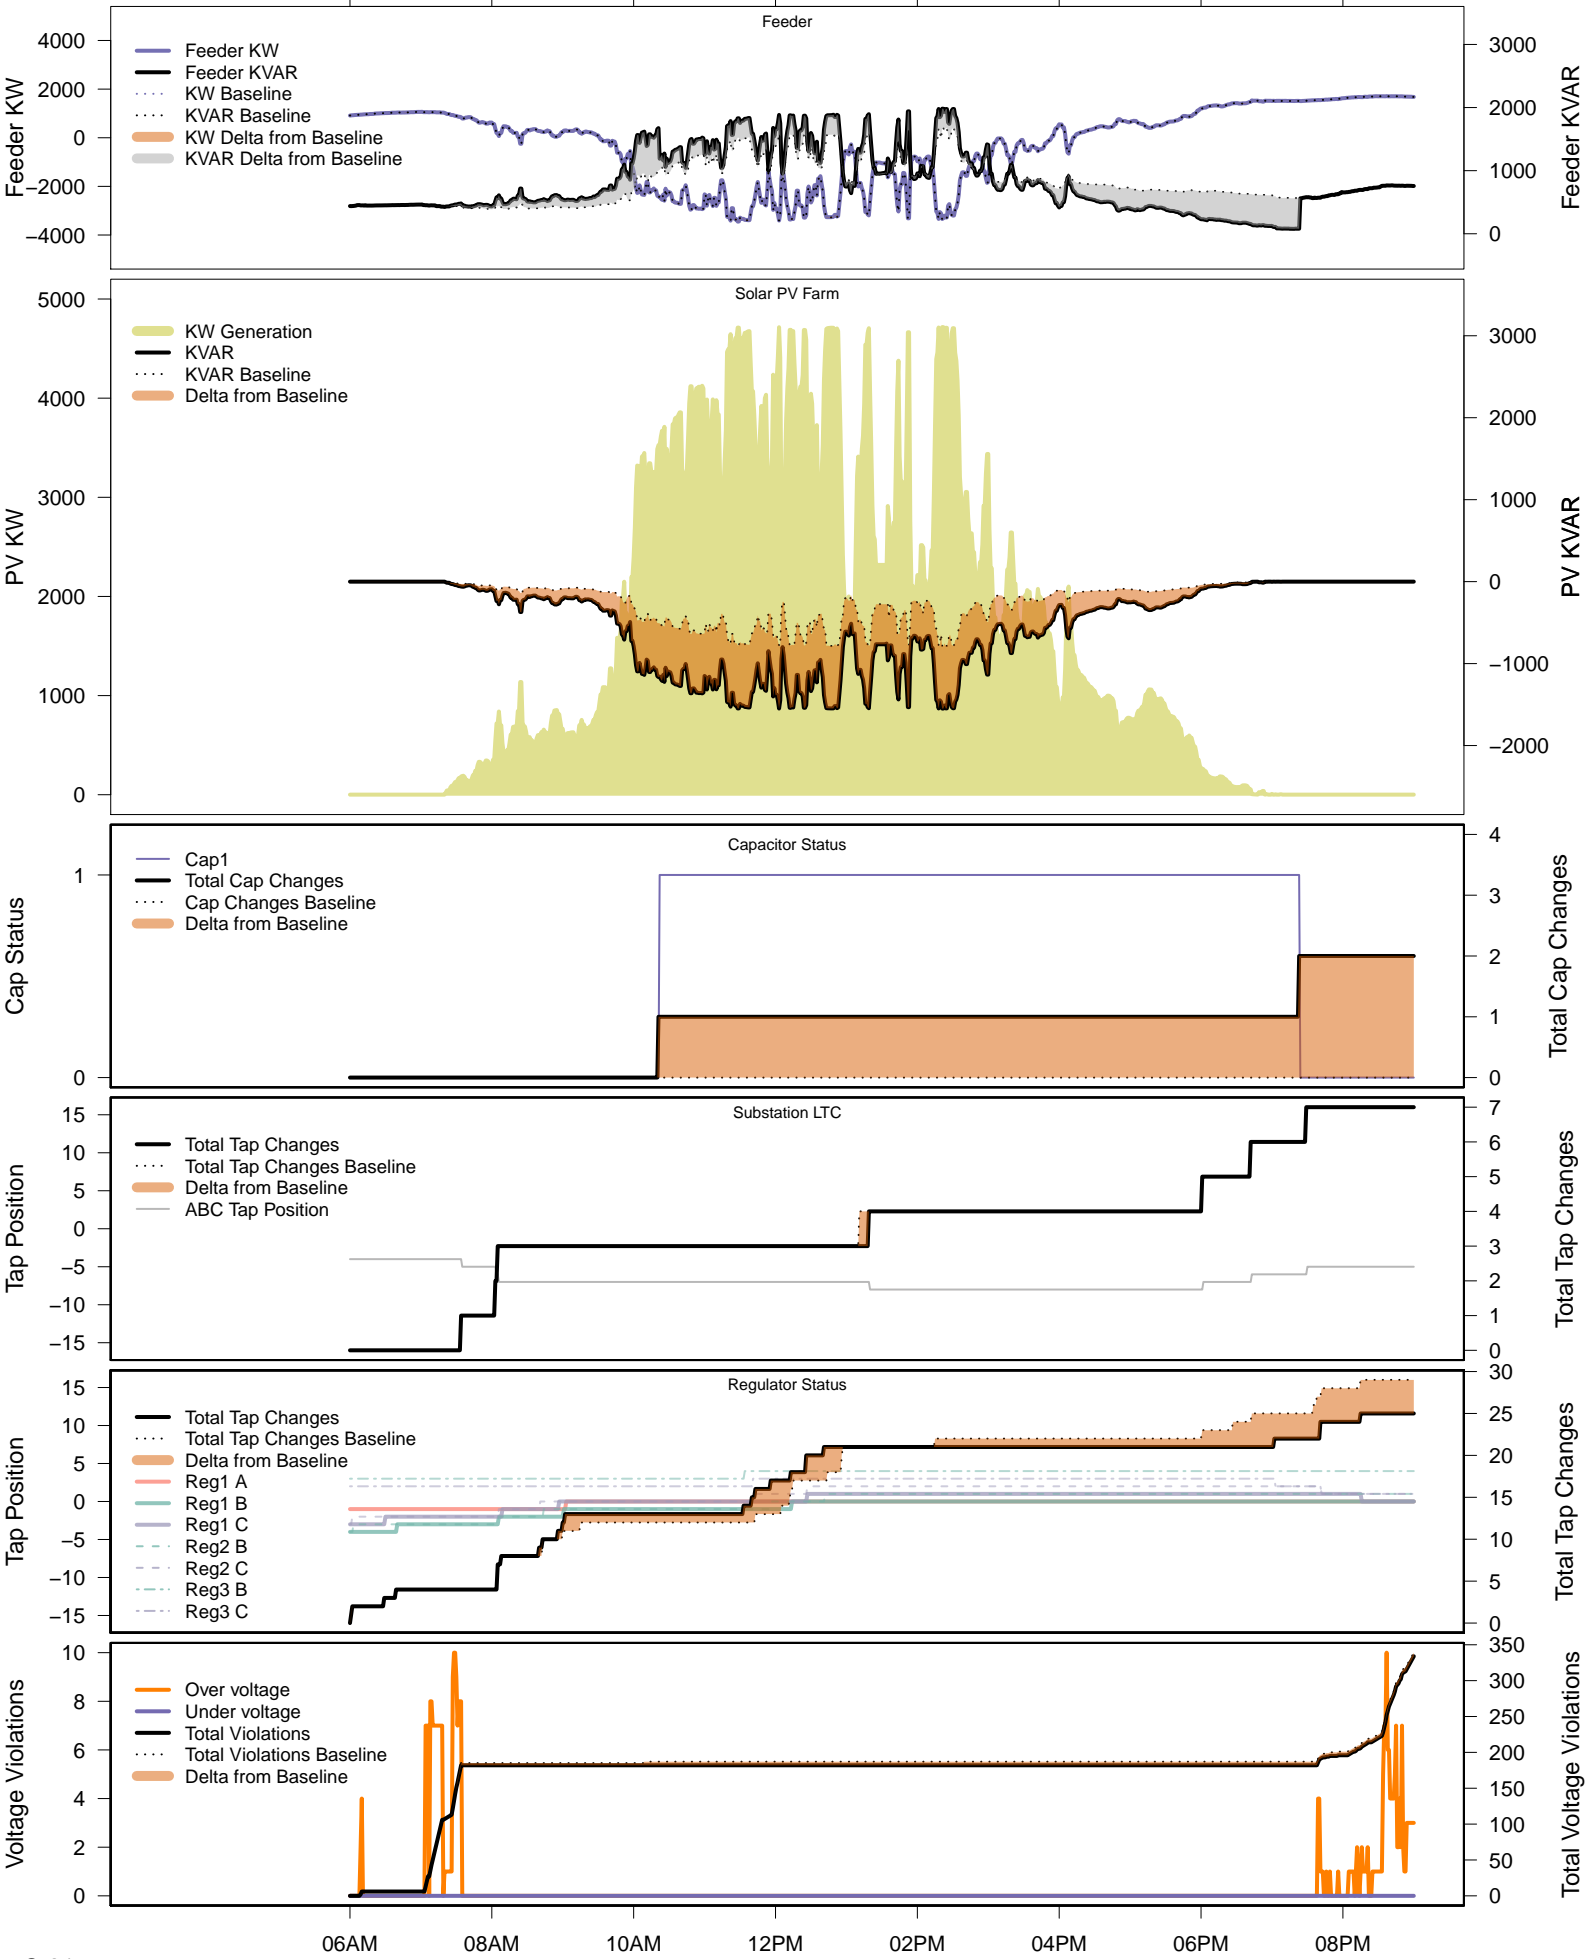 Feeder
4000
2000
0
−2000
−4000
Feeder KW
3000
2000
1000
0
Feeder KVAR
Feeder KW
Feeder KVAR
KW Baseline
KVAR Baseline
KW Delta from Baseline
KVAR Delta from Baseline
Solar PV Farm
5000
4000
3000
2000
1000
0
PV KW
3000
2000
1000
0
−1000
−2000
PV KVAR
KW Generation
KVAR
KVAR Baseline
Delta from Baseline
Capacitor Status
1
0
Cap Status
4
3
2
1
0
Total Cap Changes
Cap1
Total Cap Changes
Cap Changes Baseline
Delta from Baseline
Substation LTC
15
10
5
0
−5
−10
−15
Tap Position
7
6
5
4
3
2
1
0
Total Tap Changes
Total Tap Changes
Total Tap Changes Baseline
Delta from Baseline
ABC Tap Position
Regulator Status
15
10
5
0
−5
−10
−15
Tap Position
30
25
20
15
10
5
0
Total Tap Changes
Total Tap Changes
Total Tap Changes Baseline
Delta from Baseline
Reg1 A
Reg1 B
Reg1 C
Reg2 B
Reg2 C
Reg3 B
Reg3 C
10
8
6
4
2
0
Voltage Violations
350
300
250
200
150
100
50
0
Total Voltage Violations
Over voltage
Under voltage
Total Violations
Total Violations Baseline
Delta from Baseline
06AM
08AM
10AM
12PM
02PM
04PM
06PM
08PM